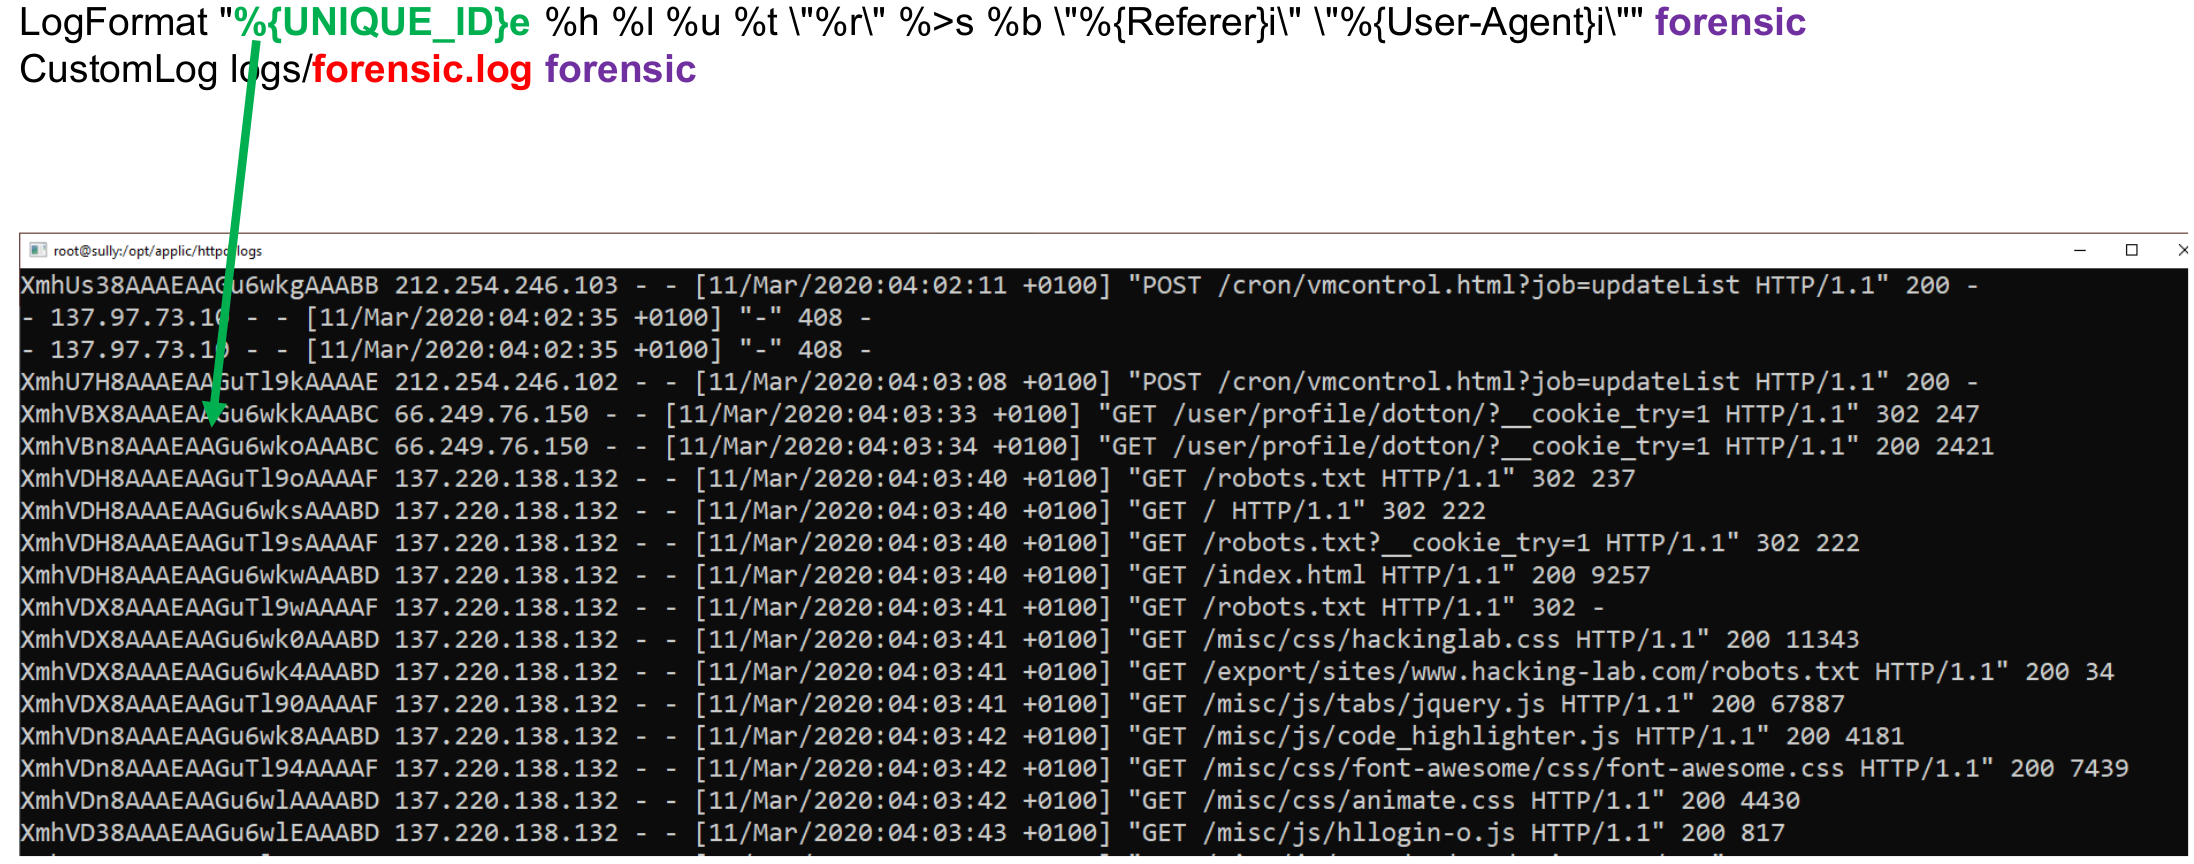 LogFormat "%{UNIQUE_ID}e %h %l %u %t \"%r\" %>s %b \"%{Referer}i\" \"%{User-Agent}i\"" forensic
CustomLog logs/forensic.log forensic
root@sully:/opt/applic/httpd/logs
XmhUs38AAAEAAGu6wkgAAABB 212.254.246.103 - - [11/Mar/2020:04:02:11 +0100] "POST /cron/vmcontrol.html?job=updateList HTTP/1.1" 200 -
- 137.97.73.10 - - [11/Mar/2020:04:02:35 +0100] "-" 408 -
- 137.97.73.10 - - [11/Mar/2020:04:02:35 +0100] "-" 408 -
XmhU7H8AAAEAAGuTl9kAAAAE 212.254.246.102 - - [11/Mar/2020:04:03:08 +0100] "POST /cron/vmcontrol.html?job=updateList HTTP/1.1" 200 -
XmhVBX8AAAEAAGu6wkkAAABC 66.249.76.150 - - [11/Mar/2020:04:03:33 +0100] "GET /user/profile/dotton/?__cookie_try=1 HTTP/1.1" 302 247
XmhVBn8AAAEAAGu6wkoAAABC 66.249.76.150 - - [11/Mar/2020:04:03:34 +0100] "GET /user/profile/dotton/?__cookie_try=1 HTTP/1.1" 200 2421
XmhVDH8AAAEAAGuTl9oAAAAF 137.220.138.132 - - [11/Mar/2020:04:03:40 +0100] "GET /robots.txt HTTP/1.1" 302 237
XmhVDH8AAAEAAGu6wksAAABD 137.220.138.132 - - [11/Mar/2020:04:03:40 +0100] "GET / HTTP/1.1" 302 222
XmhVDH8AAAEAAGuTl9sAAAAF 137.220.138.132 - - [11/Mar/2020:04:03:40 +0100] "GET /robots.txt?__cookie_try=1 HTTP/1.1" 302 222
XmhVDH8AAAEAAGu6wkwAAABD 137.220.138.132 - - [11/Mar/2020:04:03:40 +0100] "GET /index.html HTTP/1.1" 200 9257
XmhVDX8AAAEAAGuTl9wAAAAF 137.220.138.132 - - [11/Mar/2020:04:03:41 +0100] "GET /robots.txt HTTP/1.1" 302 -
XmhVDX8AAAEAAGu6wk0AAABD 137.220.138.132 - - [11/Mar/2020:04:03:41 +0100] "GET /misc/css/hackinglab.css HTTP/1.1" 200 11343
XmhVDX8AAAEAAGu6wk4AAABD 137.220.138.132 - - [11/Mar/2020:04:03:41 +0100] "GET /export/sites/www.hacking-lab.com/robots.txt HTTP/1.1" 200 34
XmhVDX8AAAEAAGuTl90AAAAF 137.220.138.132 - - [11/Mar/2020:04:03:41 +0100] "GET /misc/js/tabs/jquery.js HTTP/1.1" 200 67887
XmhVDn8AAAEAAGu6wk8AAABD 137.220.138.132 - - [11/Mar/2020:04:03:42 +0100] "GET /misc/js/code_highlighter.js HTTP/1.1" 200 4181
XmhVDn8AAAEAAGuTl94AAAAF 137.220.138.132 - - [11/Mar/2020:04:03:42 +0100] "GET /misc/css/font-awesome/css/font-awesome.css HTTP/1.1" 200 7439
XmhVDn8AAAEAAGu6wlAAAABD 137.220.138.132 - - [11/Mar/2020:04:03:42 +0100] "GET /misc/css/animate.css HTTP/1.1" 200 4430
XmhVD38AAAEAAGu6wlEAAABD 137.220.138.132 - - [11/Mar/2020:04:03:43 +0100] "GET /misc/js/hllogin-o.js HTTP/1.1" 200 817